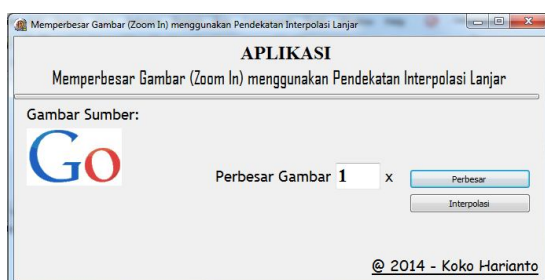 Memperbesar Gambar (Zoom In) menggunakan Pendekatan Interpolasi Lanjar
APLIKASI
Memperbesar Gambar (Zoom In) menggunakan Pendekatan Interpolasi Lanjar
Gambar Sumber:
Go
Perbesar Gambar 1 x Perbesar
Interpolasi
@ 2014 - Koko Harianto